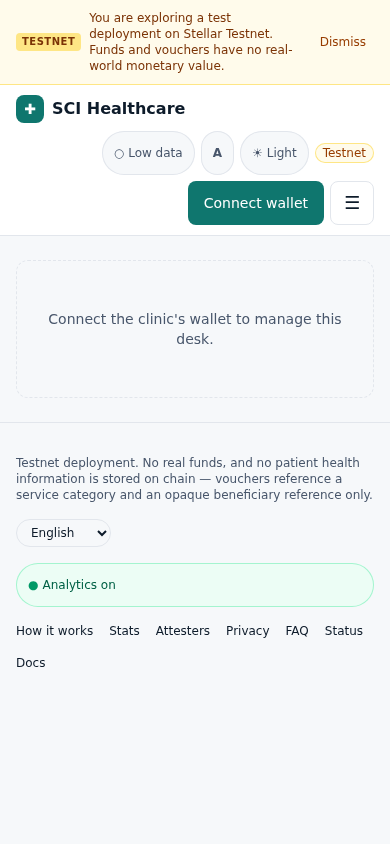 TESTNET
You are exploring a test
deployment on Stellar Testnet.
Funds and vouchers have no real-
world monetary value.
Dismiss
SCI Healthcare
Low data
A
Light
Testnet
Connect wallet
Connect the clinic's wallet to manage this
desk.
Testnet deployment. No real funds, and no patient health
information is stored on chain — vouchers reference a
service category and an opaque beneficiary reference only.
English
Analytics on
How it works Stats Attesters Privacy FAQ Status
Docs